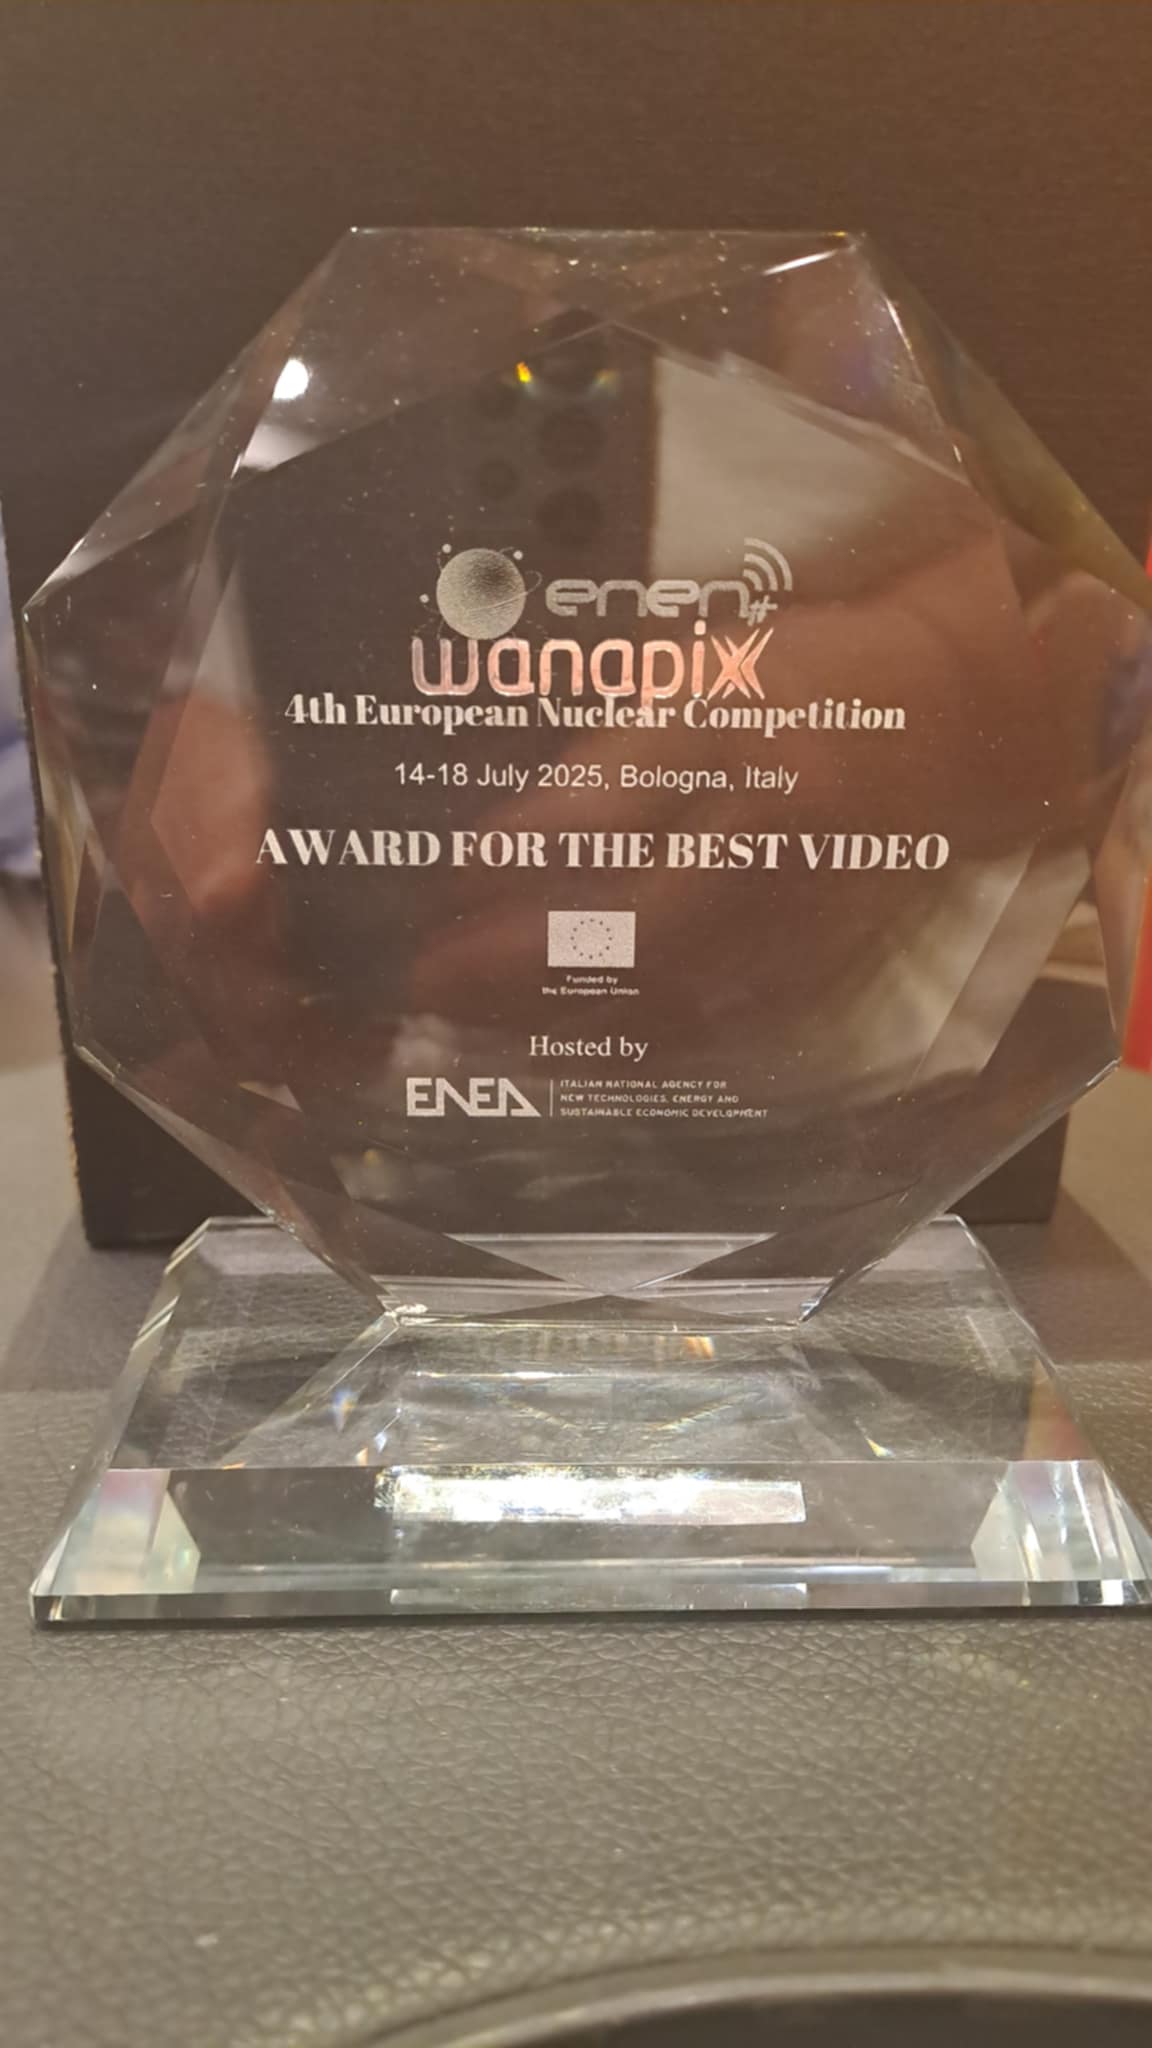 enen#
wanapix
4th European Nuclear Competition
14-18 July 2025, Bologna, Italy
AWARD FOR THE BEST VIDEO
Funded by
the European Union
Hosted by
ENEA
ITALIAN NATIONAL AGENCY FOR
NEW TECHNOLOGIES, ENERGY AND
SUSTAINABLE ECONOMIC DEVELOPMENT